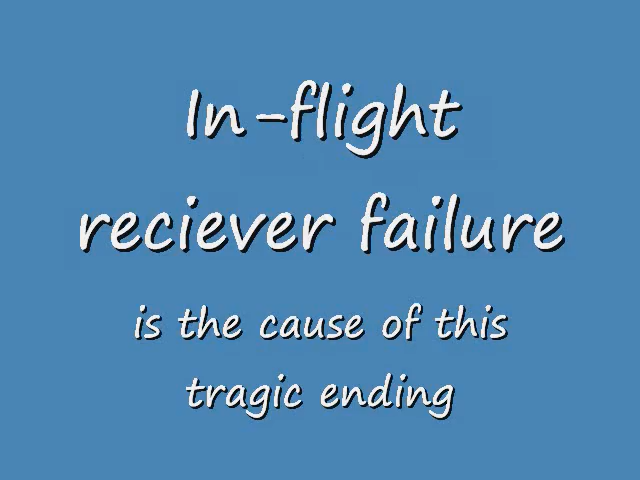 In-flight
reciever failure
is the cause of this
tragic ending